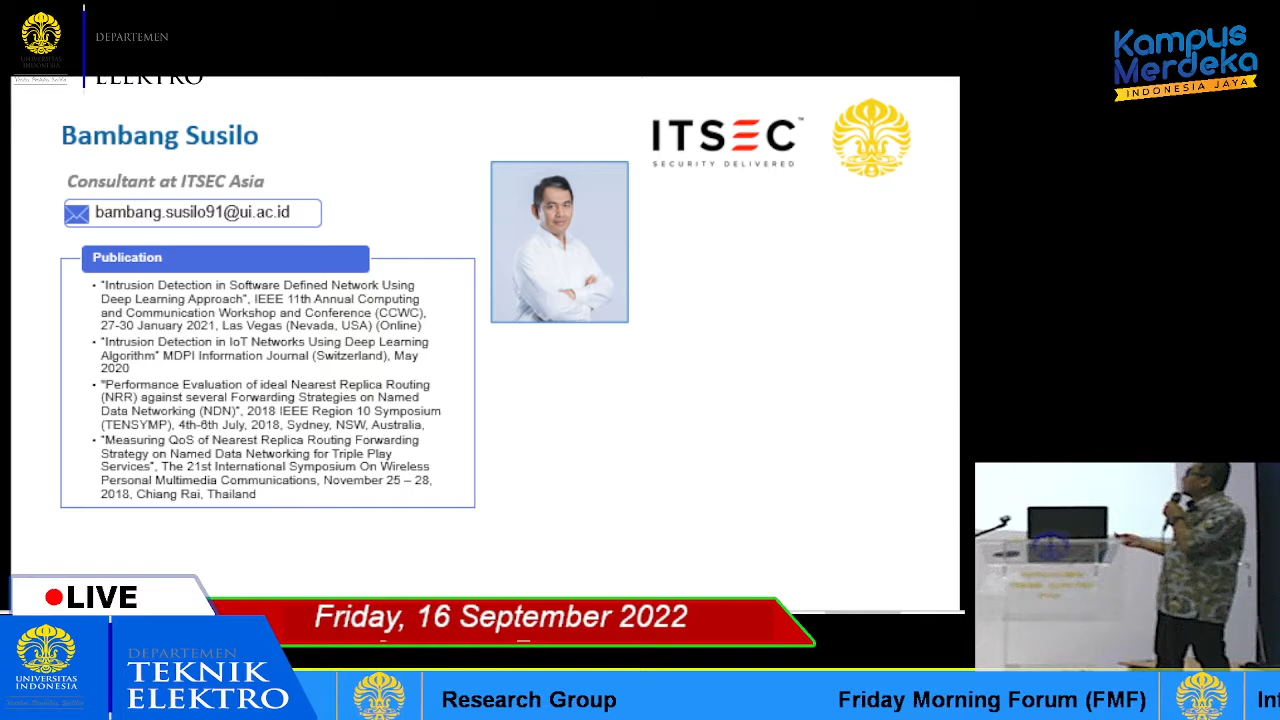 UNIVERSITAS
INDONESIA
DEPARTEMEN
ELEKTRO
Kampus
Merdeka
INDONESIA JAYA
Bambang Susilo
ITSEC
™
SECURITY DELIVERED
Consultant at ITSEC Asia
bambang.susilo91@ui.ac.id
Publication
• "Intrusion Detection in Software Defined Network Using
Deep Learning Approach", IEEE 11th Annual Computing
and Communication Workshop and Conference (CCWC),
27-30 January 2021, Las Vegas (Nevada, USA) (Online)
• "Intrusion Detection in IoT Networks Using Deep Learning
Algorithm" MDPI Information Journal (Switzerland), May
2020
• "Performance Evaluation of ideal Nearest Replica Routing
(NRR) against several Forwarding Strategies on Named
Data Networking (NDN)", 2018 IEEE Region 10 Symposium
(TENSYMP), 4th-6th July, 2018, Sydney, NSW, Australia,
• "Measuring QoS of Nearest Replica Routing Forwarding
Strategy on Named Data Networking for Triple Play
Services", The 21st International Symposium On Wireless
Personal Multimedia Communications, November 25 – 28,
2018, Chiang Rai, Thailand
LIVE
Friday, 16 September 2022
UNIVERSITAS
INDONESIA
DEPARTEMEN
TEKNIK
ELEKTRO
Research Group
Friday Morning Forum (FMF)